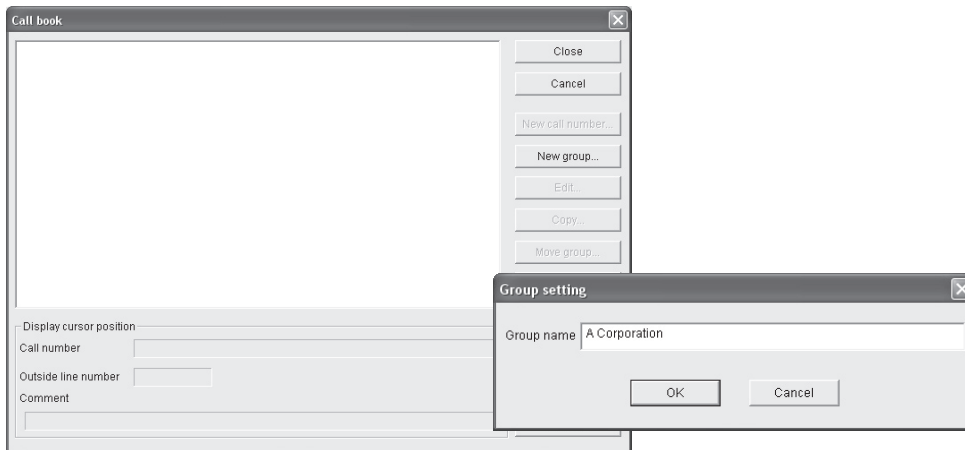 Call book
Close
Cancel
New call number...
New group...
Edit...
Copy...
Move group...
Display cursor position
Call number
Outside line number
Comment
Group setting
Group name A Corporation
OK Cancel